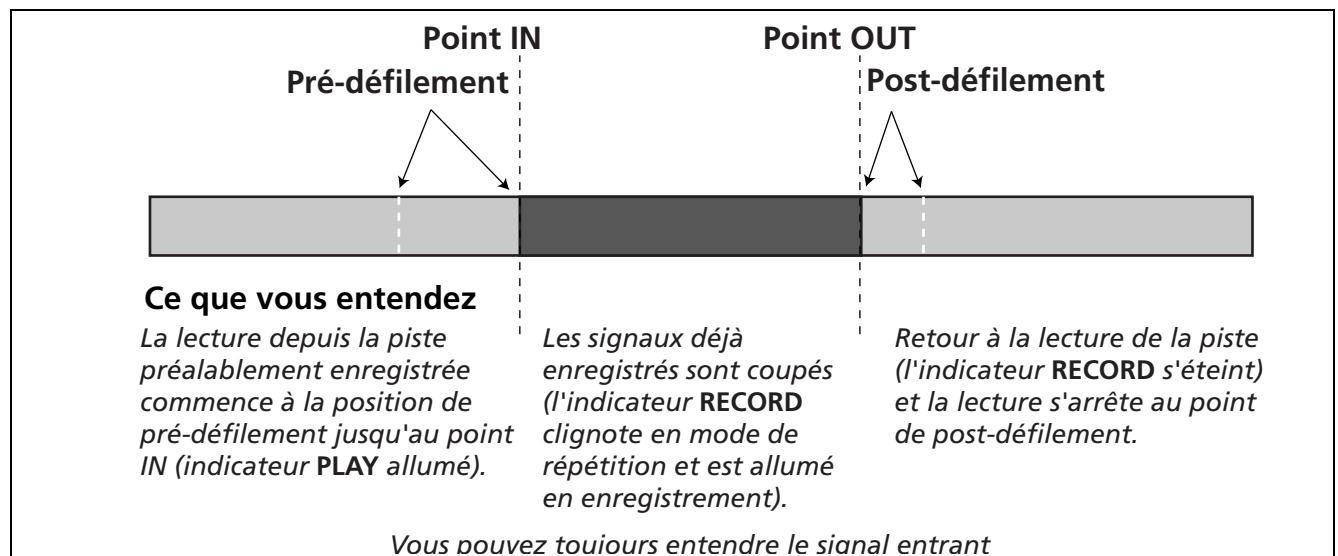 Point IN
Point OUT
Pré-défilement
Post-défilement
Ce que vous entendez
La lecture depuis la piste
préalablement enregistrée
commence à la position de
pré-défilement jusqu'au point
IN (indicateur PLAY allumé).
Les signaux déjà
enregistrés sont coupés
(l'indicateur RECORD
clignote en mode de
répétition et est allumé
en enregistrement).
Retour à la lecture de la piste
(l'indicateur RECORD s'éteint)
et la lecture s'arrête au point
de post-défilement.
Vous pouvez toujours entendre le signal entrant